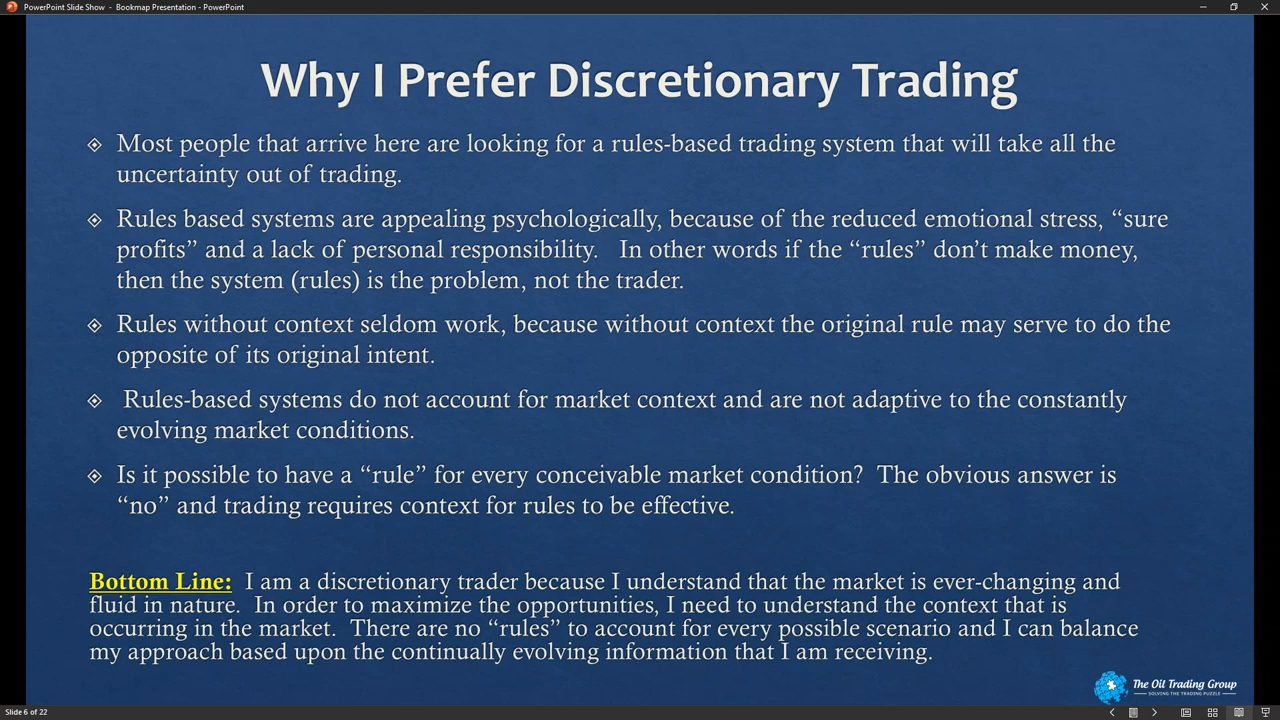 PowerPoint Slide Show - Bookmap Presentation - PowerPoint
Why I Prefer Discretionary Trading
Most people that arrive here are looking for a rules-based trading system that will take all the
uncertainty out of trading.
Rules based systems are appealing psychologically, because of the reduced emotional stress, “sure
profits” and a lack of personal responsibility.   In other words if the “rules” don’t make money,
then the system (rules) is the problem, not the trader.
Rules without context seldom work, because without context the original rule may serve to do the
opposite of its original intent.
Rules-based systems do not account for market context and are not adaptive to the constantly
evolving market conditions.
Is it possible to have a “rule” for every conceivable market condition?  The obvious answer is
“no” and trading requires context for rules to be effective.
Bottom Line:  I am a discretionary trader because I understand that the market is ever-changing and
fluid in nature.  In order to maximize the opportunities, I need to understand the context that is
occurring in the market.  There are no “rules” to account for every possible scenario and I can balance
my approach based upon the continually evolving information that I am receiving.
The Oil Trading Group
SOLVING THE TRADING PUZZLE
Slide 6 of 22